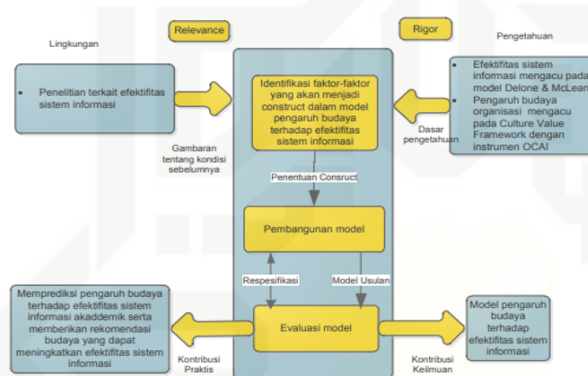 Lingkungan
Relevance
Rigor
Pengetahuan
• Penelitian terkait efektifitas
sistem informasi
Gambaran
tentang kondisi
sebelumnya
Identifikasi faktor-faktor
yang akan menjadi
construct dalam model
pengaruh budaya
terhadap efektifitas
sistem informasi
Dasar
pengetahuan
• Efektifitas sistem
informasi mengacu pada
model Delone & McLean
• Pengaruh budaya
organisasi mengacu
pada Culture Value
Framework dengan
instrumen OCAI
Penentuan Consruct
Pembangunan model
Respesifikasi
Model Usulan
Evaluasi model
Memprediksi pengaruh budaya
terhadap efektifitas sistem
informasi akaddemik serta
memberikan rekomendasi
budaya yang dapat
meningkatkan efektifitas sistem
informasi
Kontribusi
Praktis
Kontribusi
Keilmuan
Model pengaruh
budaya
terhadap
efektifitas sistem
informasi